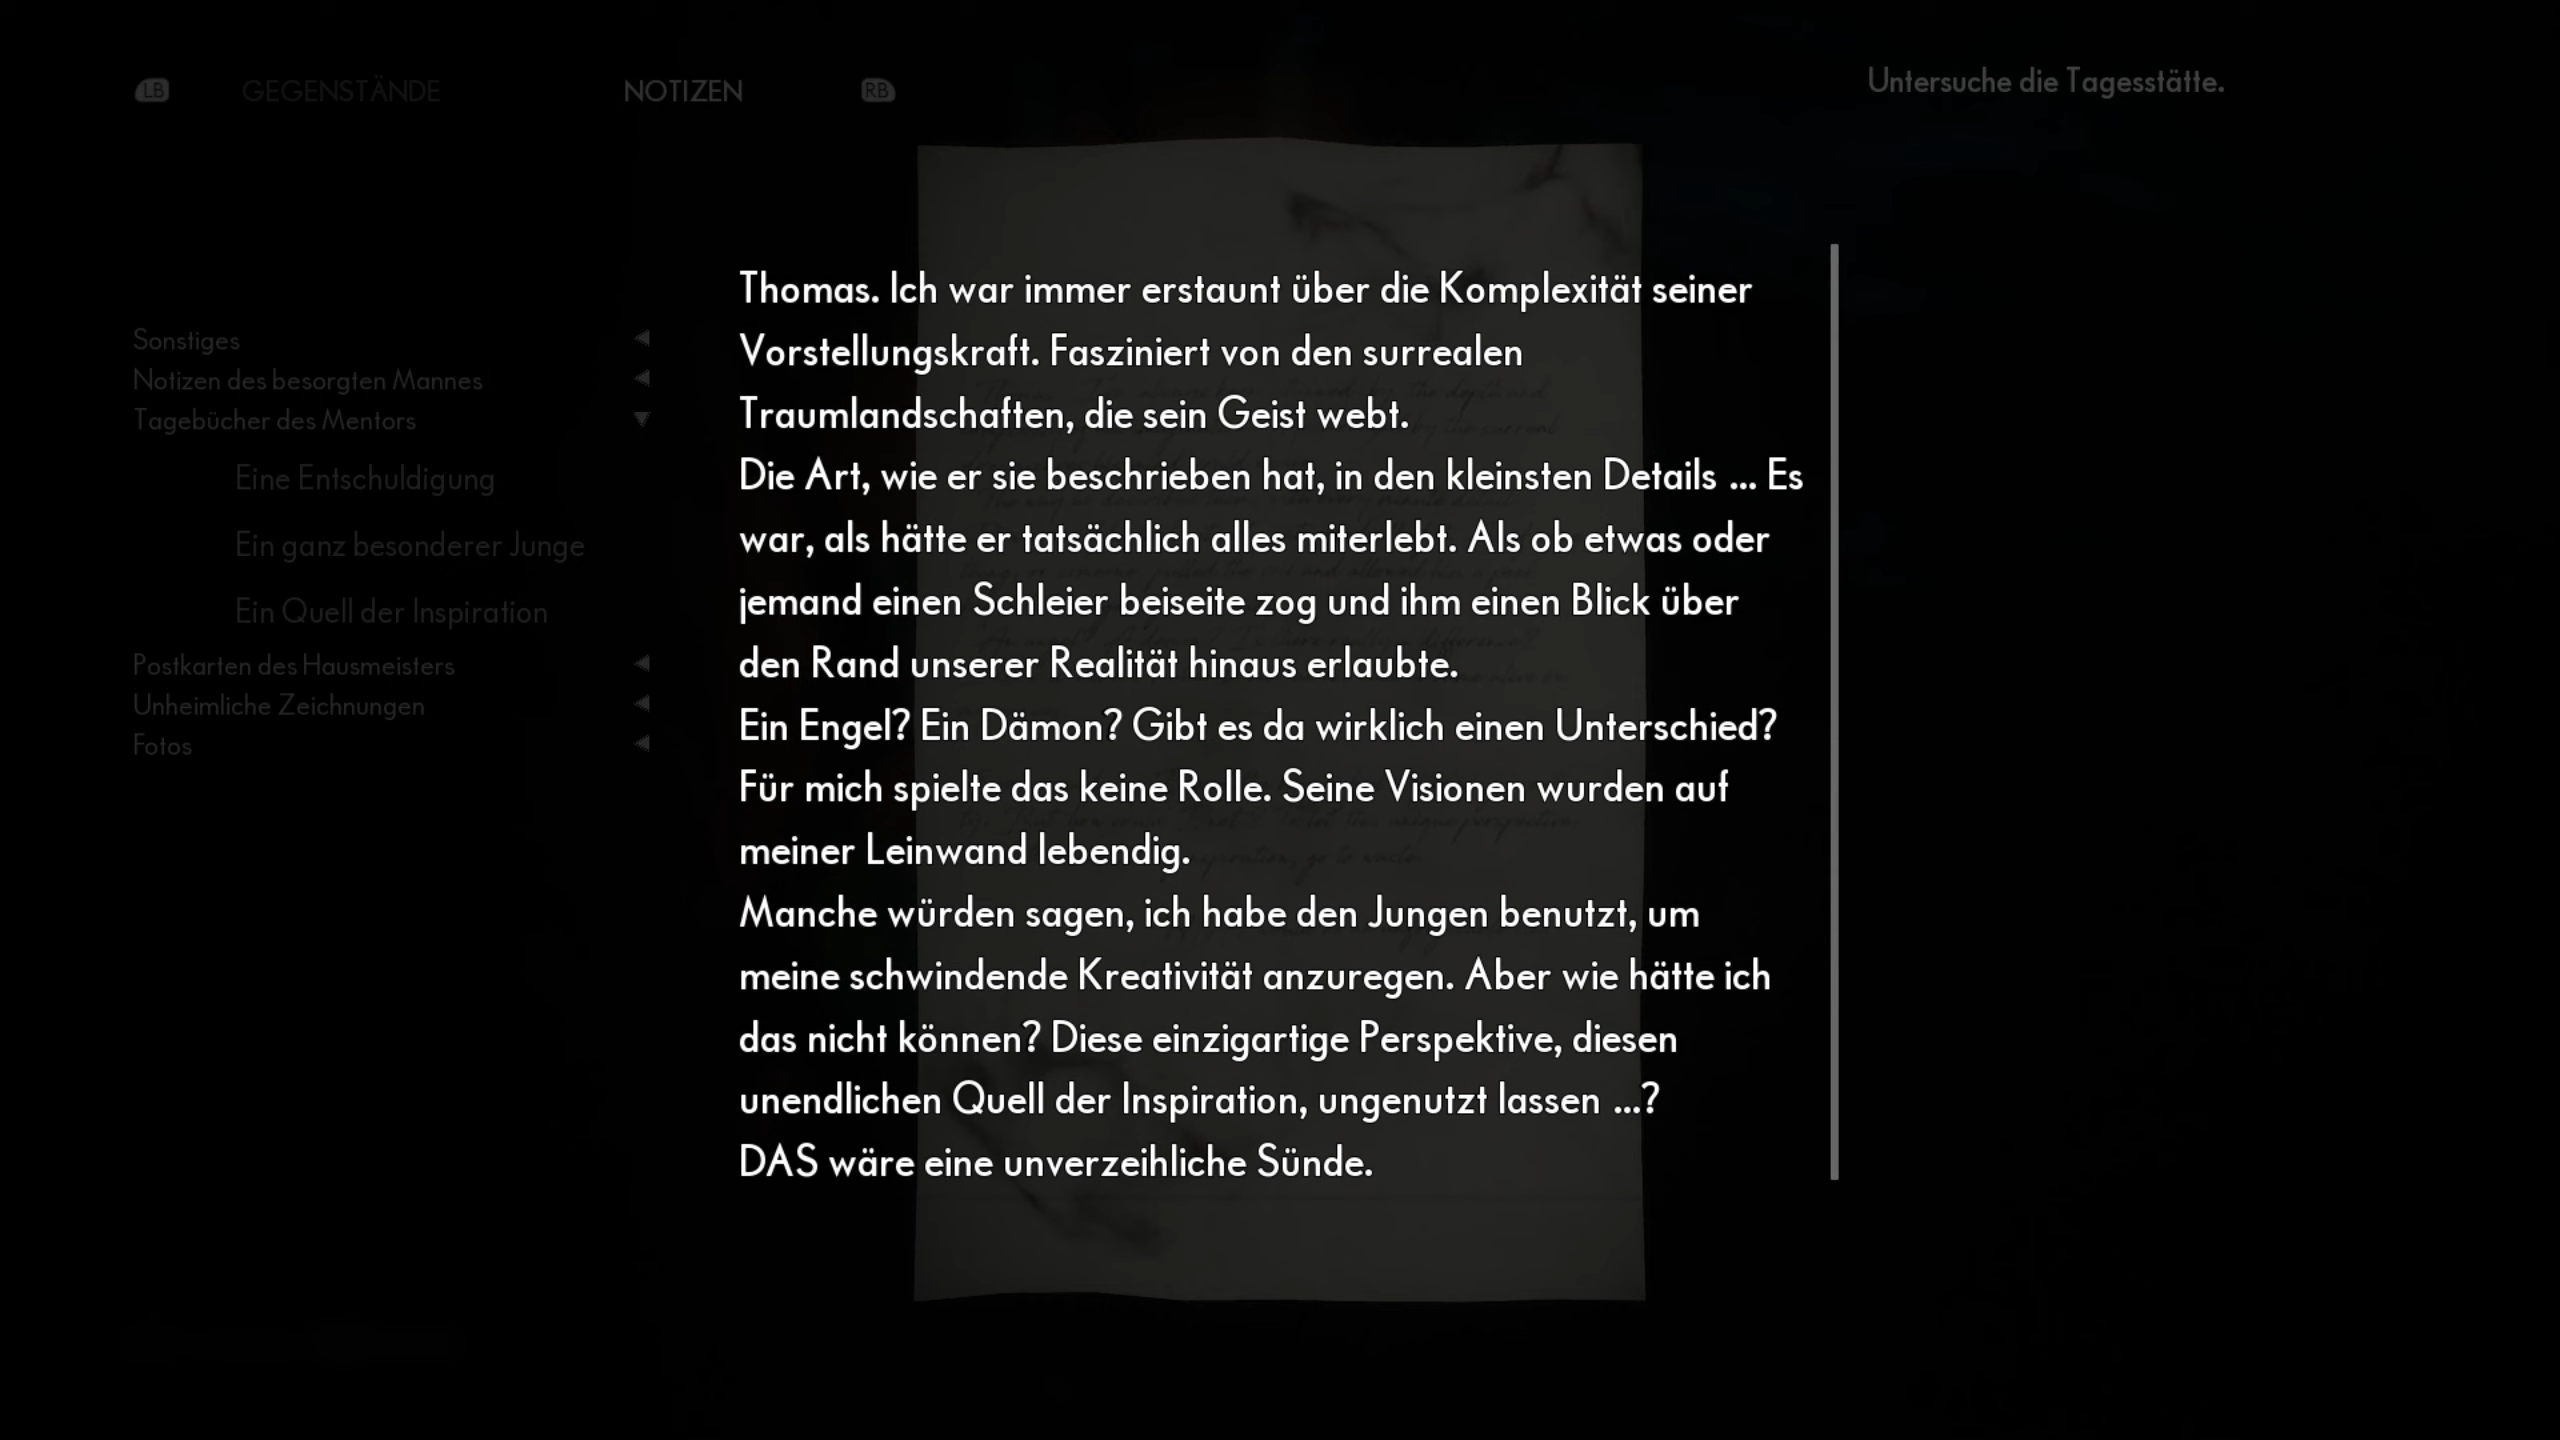 LB GEGENSTÄNDE NOTIZEN RB
Untersuche die Tagesstätte.
Sonstiges
Notizen des besorgten Mannes
Tagebücher des Mentors
Eine Entschuldigung
Ein ganz besonderer Junge
Ein Quell der Inspiration
Postkarten des Hausmeisters
Unheimliche Zeichnungen
Fotos
Thomas. Ich war immer erstaunt über die Komplexität seiner
Vorstellungskraft. Fasziniert von den surrealen
Traumlandschaften, die sein Geist webt.
Die Art, wie er sie beschrieben hat, in den kleinsten Details ... Es
war, als hätte er tatsächlich alles miterlebt. Als ob etwas oder
jemand einen Schleier beiseite zog und ihm einen Blick über
den Rand unserer Realität hinaus erlaubte.
Ein Engel? Ein Dämon? Gibt es da wirklich einen Unterschied?
Für mich spielte das keine Rolle. Seine Visionen wurden auf
meiner Leinwand lebendig.
Manche würden sagen, ich habe den Jungen benutzt, um
meine schwindende Kreativität anzuregen. Aber wie hätte ich
das nicht können? Diese einzigartige Perspektive, diesen
unendlichen Quell der Inspiration, ungenutzt lassen ...?
DAS wäre eine unverzeihliche Sünde.